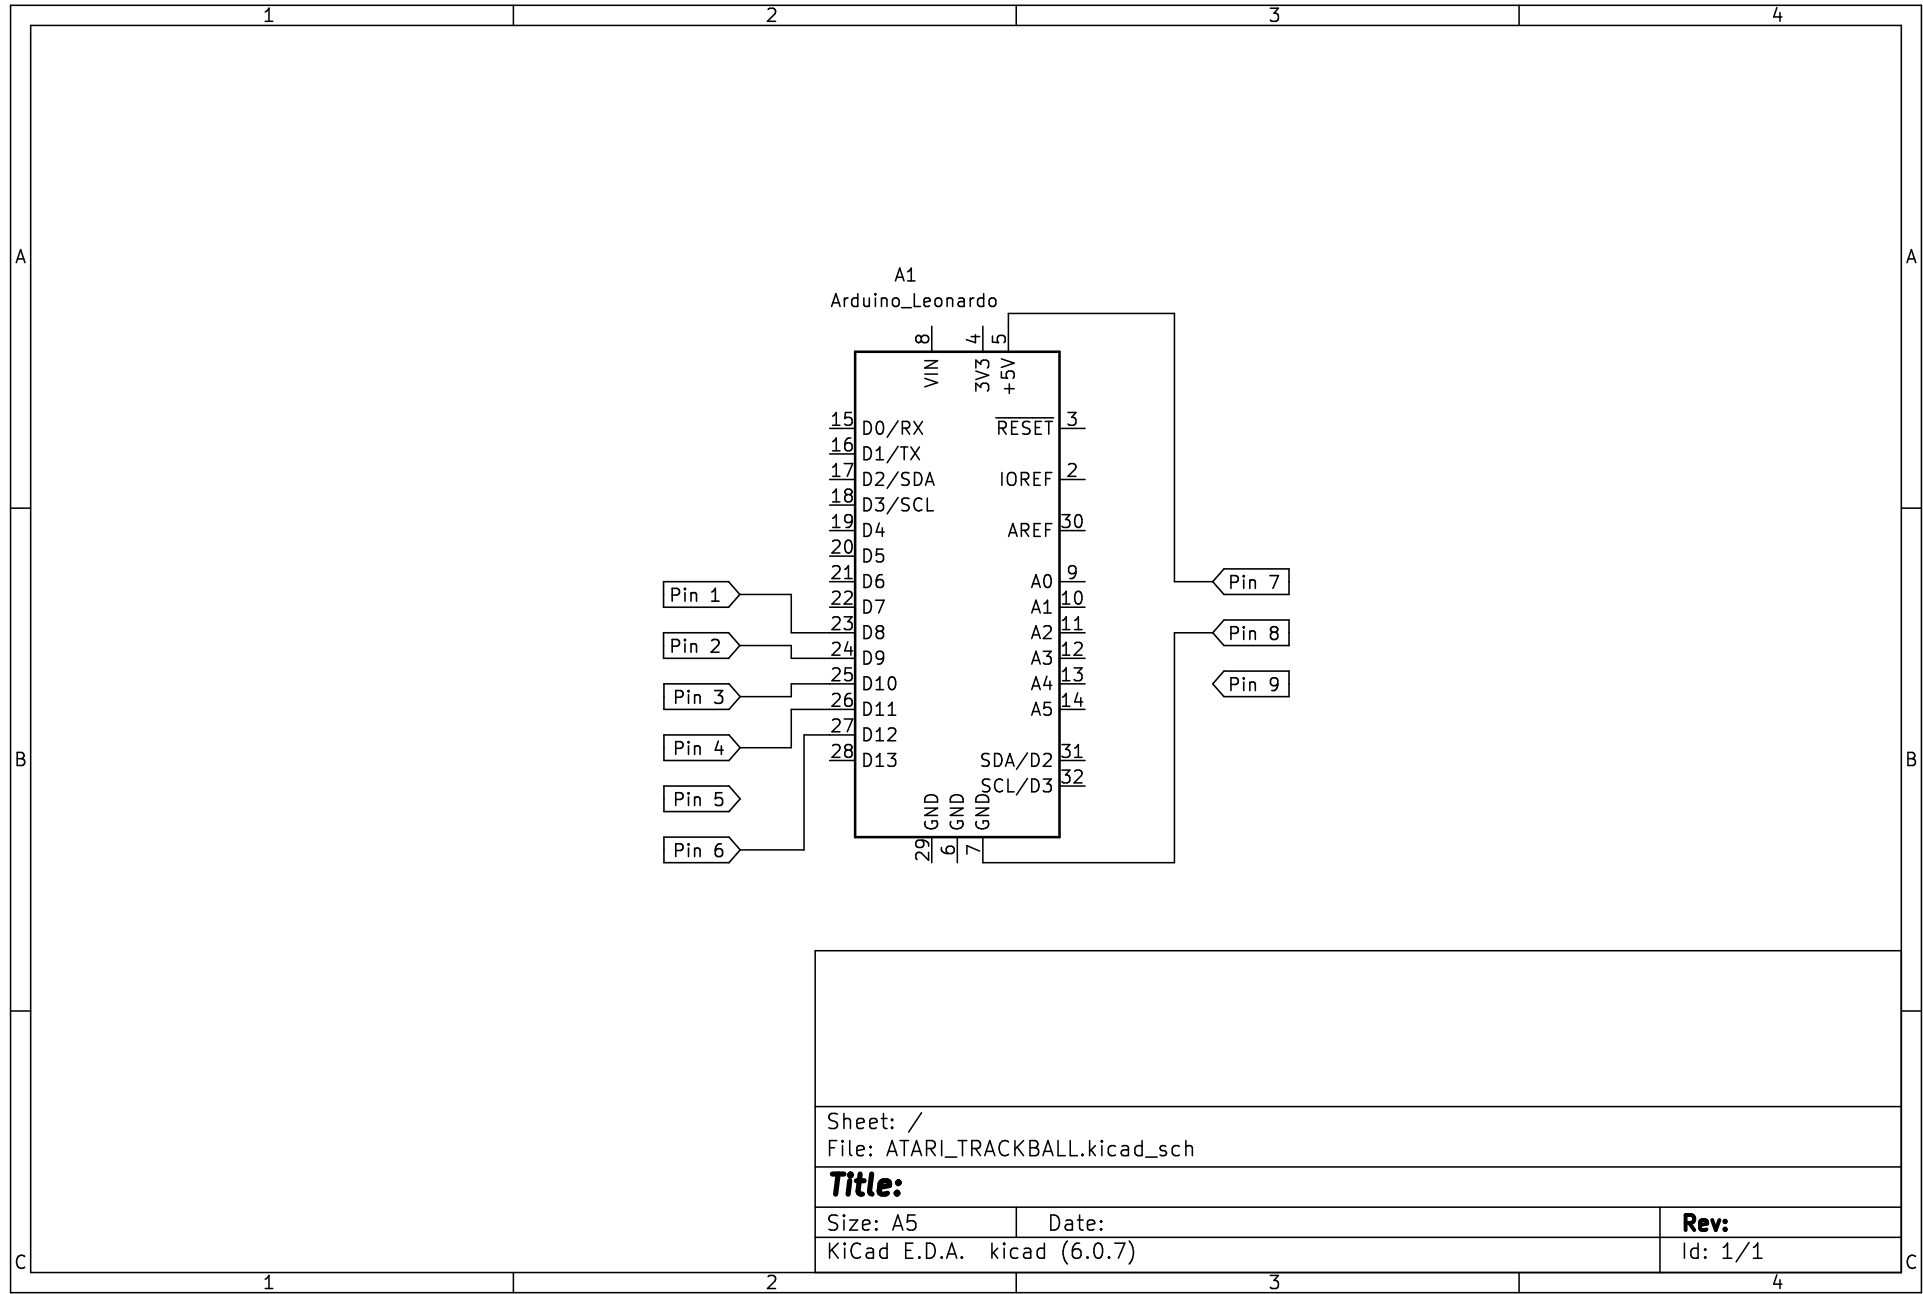 1 2 3 4
A A
A1
Arduino_Leonardo
8 4 5
VIN 3V3 +5V
15 D0/RX RESET 3
16 D1/TX
17 D2/SDA IOREF 2
18 D3/SCL
19 D4 AREF 30
20 D5
21 D6 A0 9 Pin 7
Pin 1
22 D7 A1 10
23 D8 A2 11 Pin 8
Pin 2
24 D9 A3 12
25 D10 A4 13 Pin 9
Pin 3
26 D11 A5 14
27 D12
Pin 4
28 D13 SDA/D2 31
B B
SCL/D3 32
Pin 5
GND GND GND
Pin 6
29 6 7
Sheet: /
File: ATARI_TRACKBALL.kicad_sch
Title:
Size: A5 Date: Rev:
KiCad E.D.A. kicad (6.0.7) Id: 1/1
C C
1 2 3 4